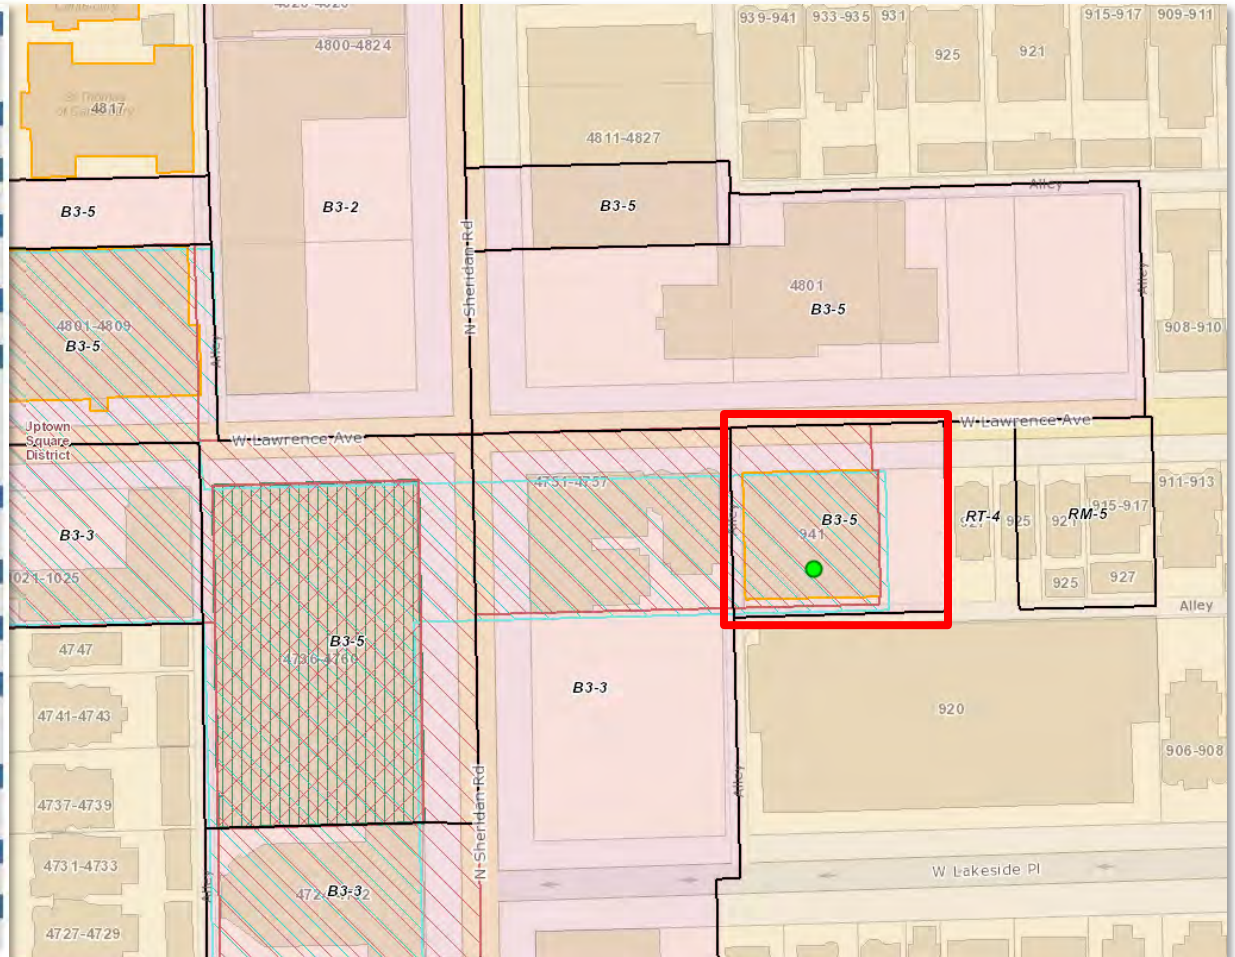 939-941
933-935
931
915-917
909-911
4800-4824
925
921
4817
4811-4827
Alley
B3-5
B3-2
B3-5
N Sheridan Rd
4801
B3-5
Alley
4801-4809
B3-5
Alley
908-910
Uptown
Square
District
W Lawrence Ave
W Lawrence Ave
4751-4757
911-913
915-917
B3-5
RT-4
925
RM-5
B3-3
Alley
941
1021-1025
925
927
Alley
B3-5
4747
B3-3
4741-4743
920
906-908
4737-4739
Alley
N Sheridan Rd
4731-4733
W Lakeside Pl
B3-3
Alley
4727-4729